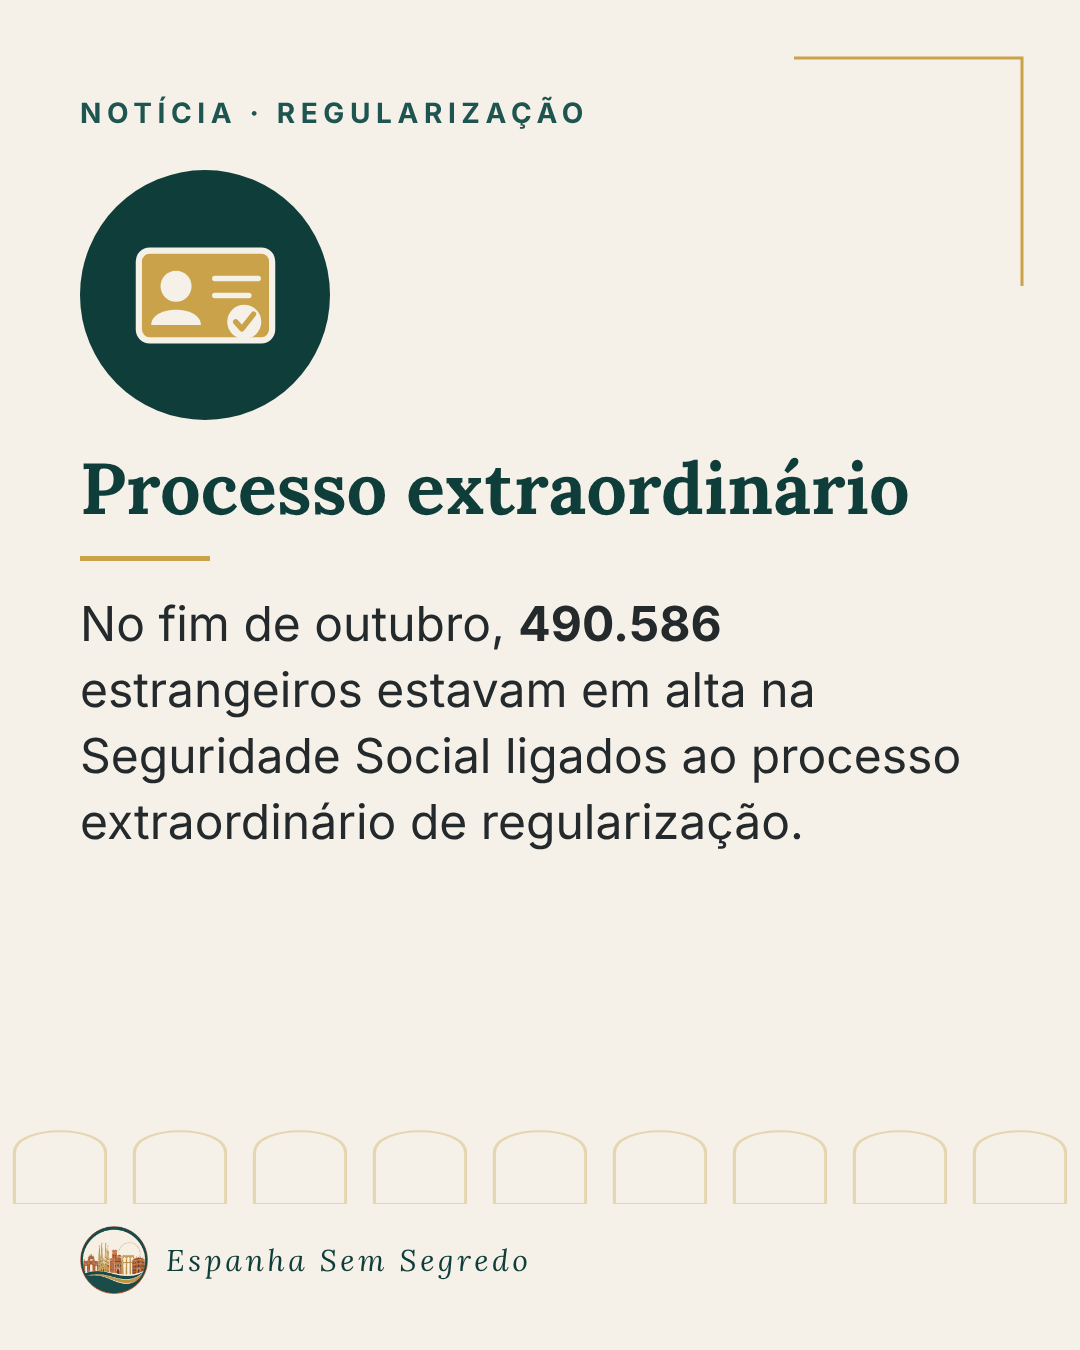 NOTÍCIA · REGULARIZAÇÃO
Processo extraordinário
No fim de outubro, 490.586
estrangeiros estavam em alta na
Seguridade Social ligados ao processo
extraordinário de regularização.
Espanha Sem Segredo